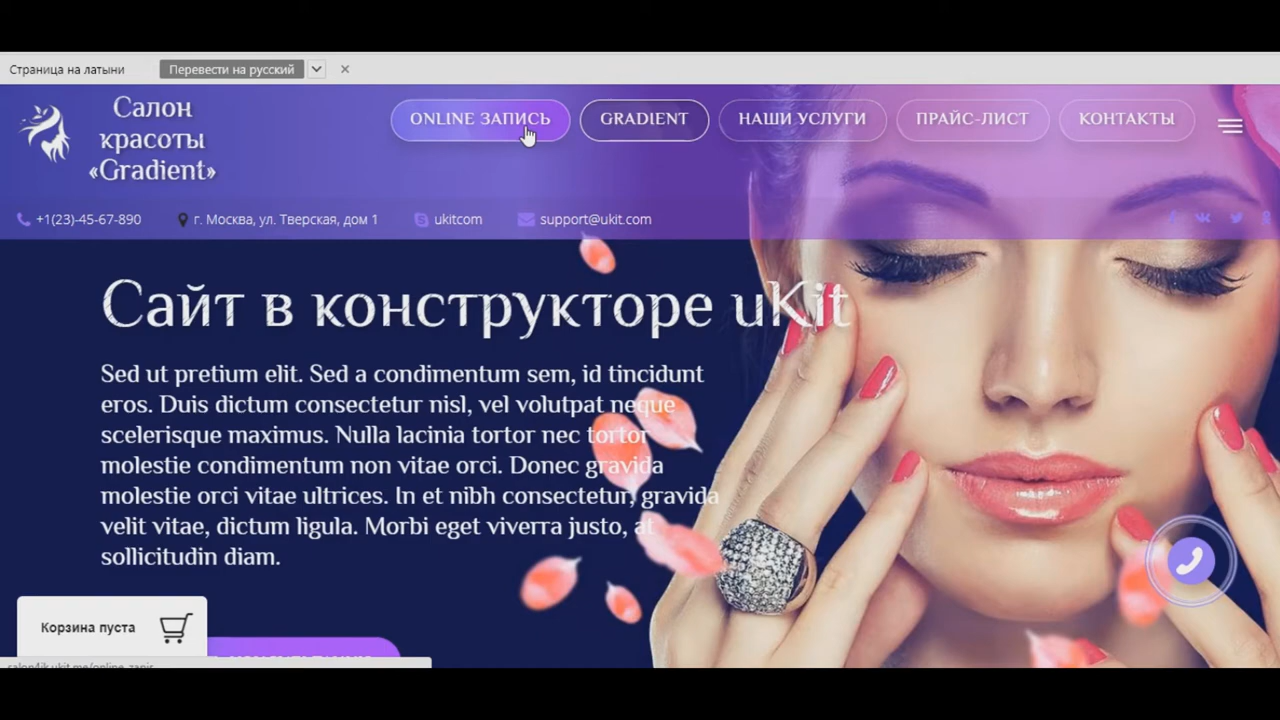 Страница на латыни
Перевести на русский
Салон
красоты
«Gradient»
ONLINE ЗАПИСЬ
GRADIENT
НАШИ УСЛУГИ
ПРАЙС-ЛИСТ
КОНТАКТЫ
+1(23)-45-67-890
г. Москва, ул. Тверская, дом 1
ukitcom
support@ukit.com
Сайт в конструкторе uKit
Sed ut pretium elit. Sed a condimentum sem, id tincidunt
eros. Duis dictum consectetur nisl, vel volutpat neque
scelerisque maximus. Nulla lacinia tortor nec tortor
molestie condimentum non vitae orci. Donec gravida
molestie orci vitae ultrices. In et nibh consectetur, gravida
velit vitae, dictum ligula. Morbi eget viverra justo, at
sollicitudin diam.
Корзина пуста